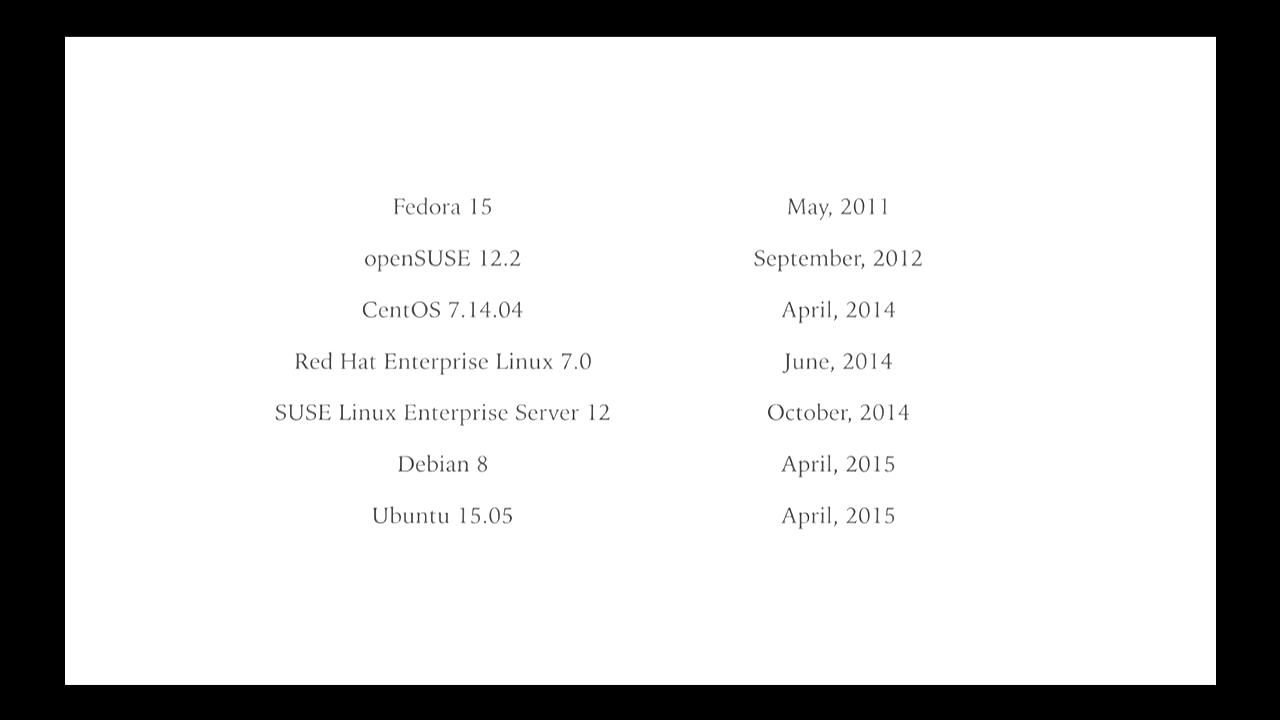 Fedora 15 May, 2011
openSUSE 12.2 September, 2012
CentOS 7.14.04 April, 2014
Red Hat Enterprise Linux 7.0 June, 2014
SUSE Linux Enterprise Server 12 October, 2014
Debian 8 April, 2015
Ubuntu 15.05 April, 2015